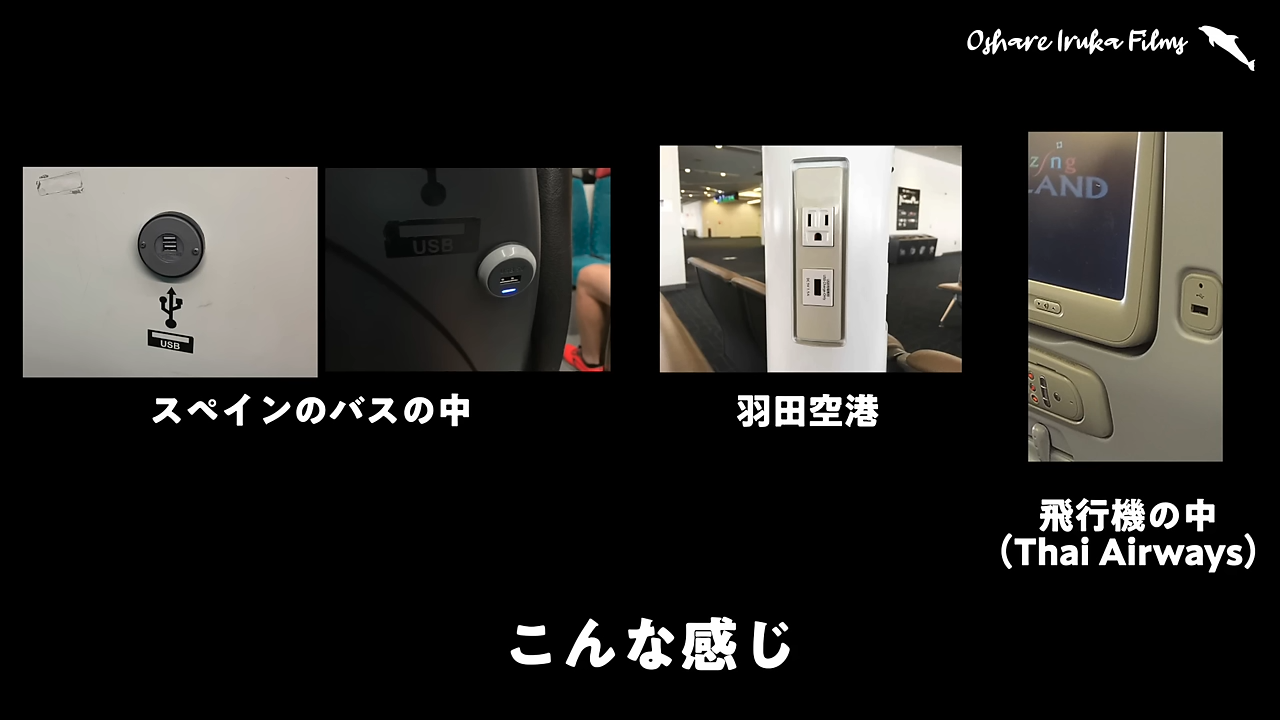 Oshare Iruka Films
USB
USB
zing
LAND
スペインのバスの中
羽田空港
飛行機の中
(Thai Airways)
こんな感じ